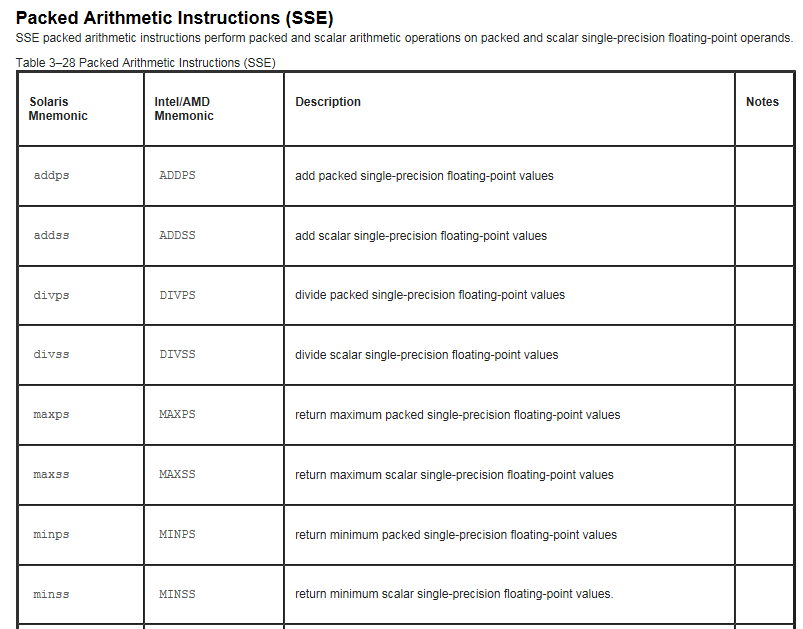 Packed Arithmetic Instructions (SSE)
SSE packed arithmetic instructions perform packed and scalar arithmetic operations on packed and scalar single-precision floating-point operands.
Table 3–28 Packed Arithmetic Instructions (SSE)
Solaris Mnemonic Intel/AMD Mnemonic Description Notes
addps ADDPS add packed single-precision floating-point values
addss ADDSS add scalar single-precision floating-point values
divps DIVPS divide packed single-precision floating-point values
divss DIVSS divide scalar single-precision floating-point values
maxps MAXPS return maximum packed single-precision floating-point values
maxss MAXSS return maximum scalar single-precision floating-point values
minps MINPS return minimum packed single-precision floating-point values
minss MINSS return minimum scalar single-precision floating-point values.